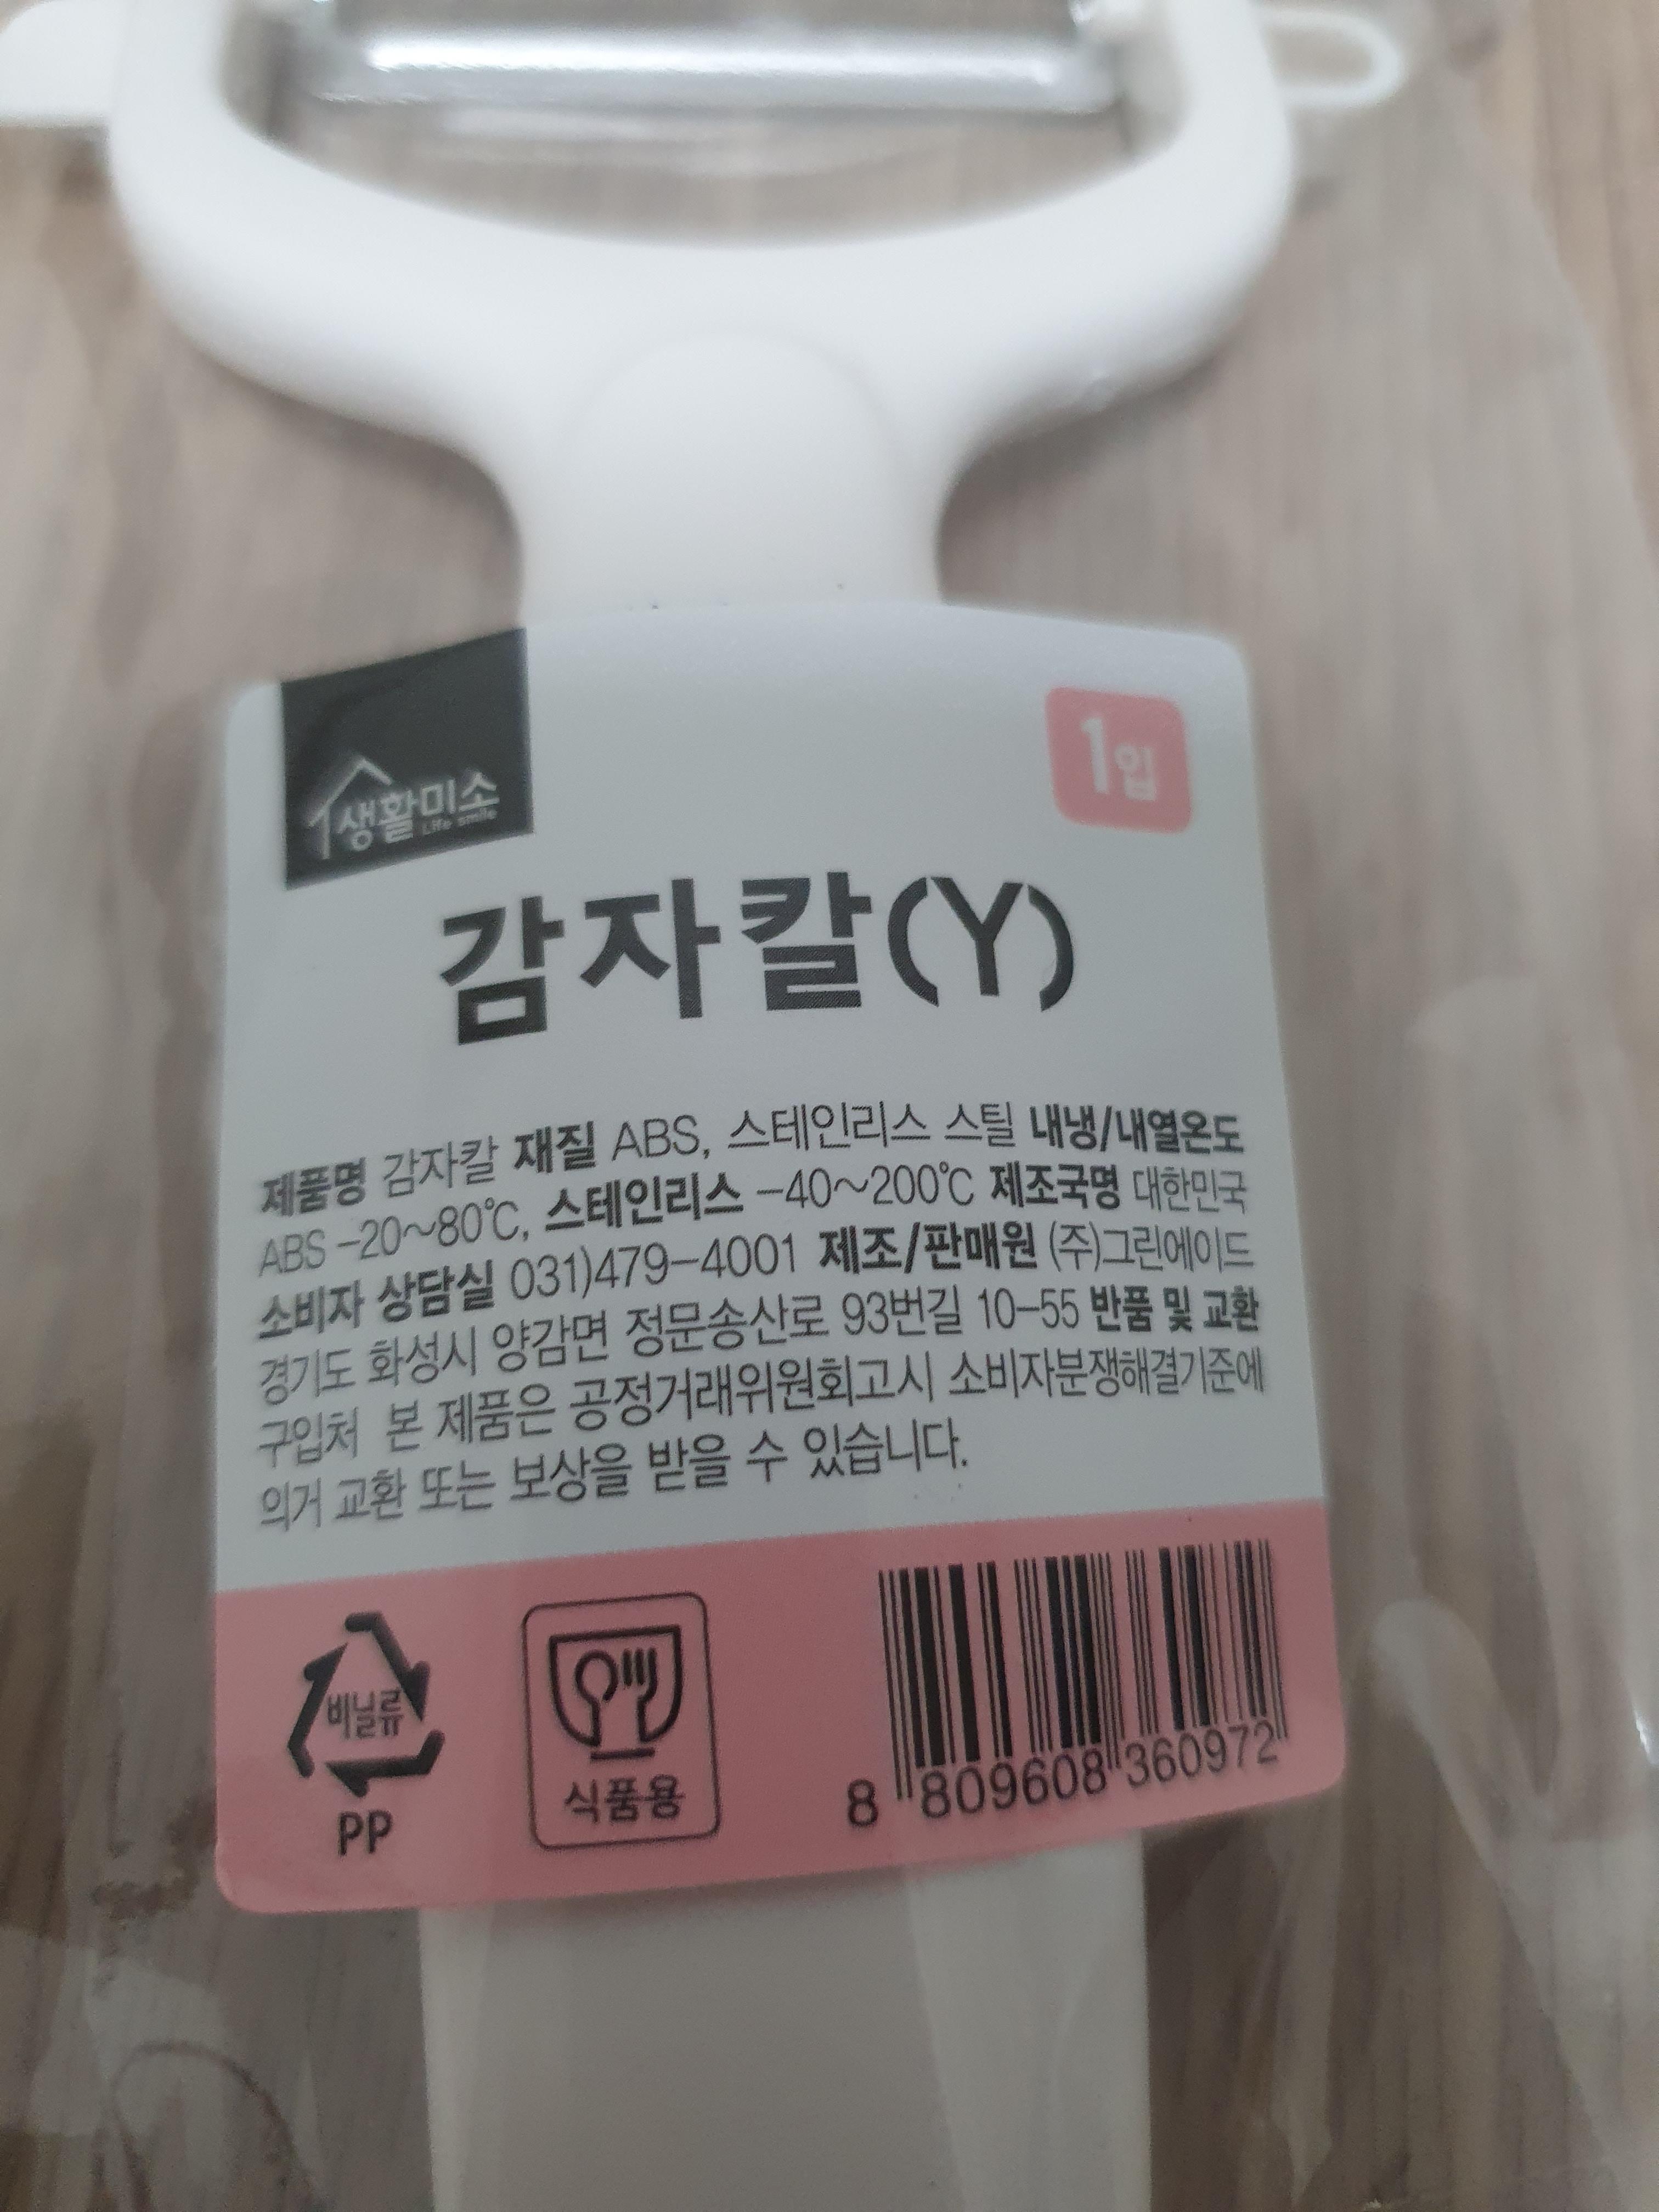 생활미소
Life smile
1입
감자칼(Y)
제품명 감자칼 재질 ABS, 스테인리스 스틸 내냉/내열온도
ABS -20~80℃, 스테인리스 -40~200℃ 제조국명 대한민국
소비자 상담실 031)479-4001 제조/판매원 (주)그린에이드
경기도 화성시 양감면 정문송산로 93번길 10-55 반품 및 교환
구입처 본 제품은 공정거래위원회고시 소비자분쟁해결기준에
의거 교환 또는 보상을 받을 수 있습니다.
비닐류
PP
식품용
8 809608 360972